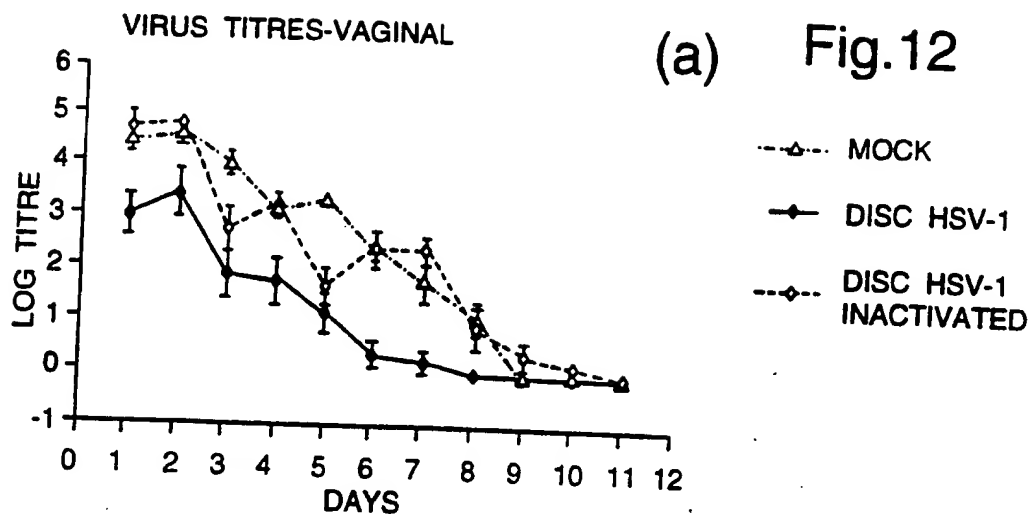 VIRUS TITRES-VAGINAL
(a) Fig.12
6
5
4
3
2
1
0
-1
LOG TITRE
0 1 2 3 4 5 6 7 8 9 10 11 12
DAYS
MOCK
DISC HSV-1
DISC HSV-1
INACTIVATED